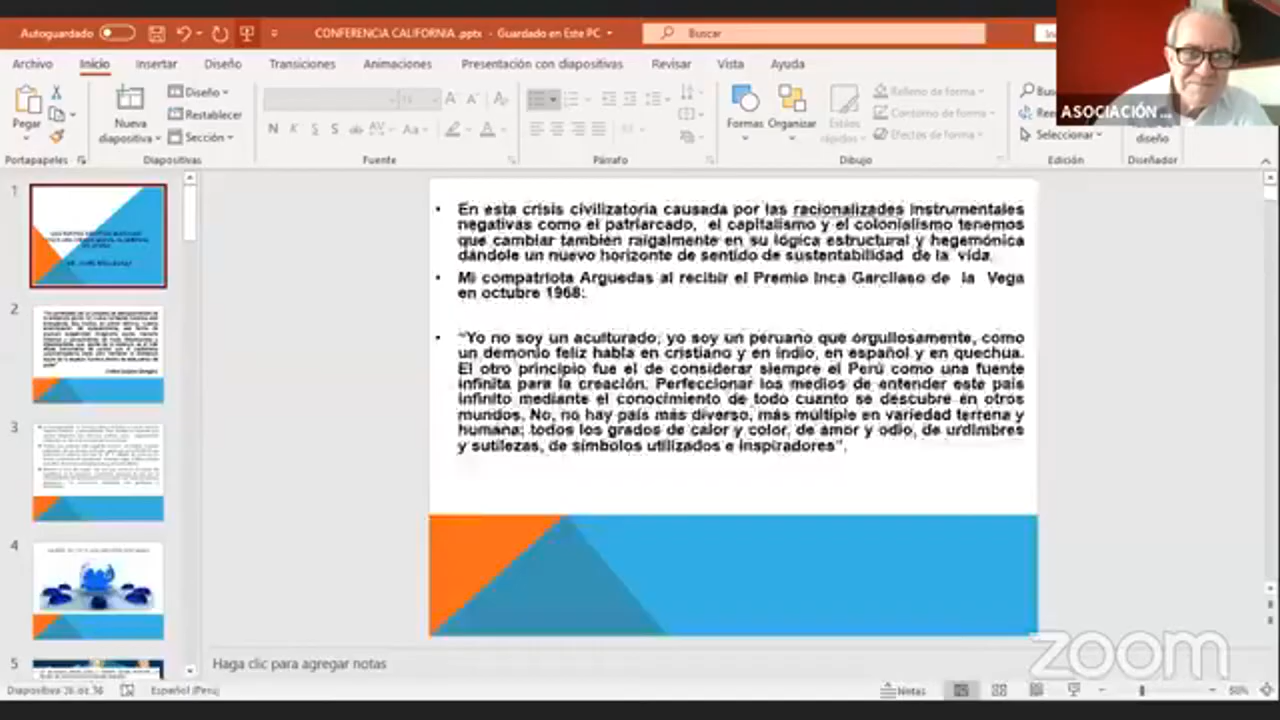 Autoguardado
CONFERENCIA CALIFORNIA .pptx - Guardado en Este PC
Buscar
Archivo Inicio Insertar Diseño Transiciones Animaciones Presentación con diapositivas Revisar Vista Ayuda
Pegar
Nueva
diapositiva
Diseño
Restablecer
Sección
N K S S ab AV Aa A
Formas
Organizar
Estilos
rápidos
Relleno de forma
Contorno de forma
Efectos de forma
Seleccionar
diseño
Portapapeles
Diapositivas
Fuente
Párrafo
Dibujo
Edición
Diseñador
ASOCIACIÓN ...
1
2
3
4
5
• En esta crisis civilizatoria causada por las racionalizades instrumentales
negativas como el patriarcado, el capitalismo y el colonialismo tenemos
que cambiar tambien raigalmente en su lógica estructural y hegemónica
dándole un nuevo horizonte de sentido de sustentabilidad de la vida.
• Mi compatriota Arguedas al recibir el Premio Inca Garcilaso de la Vega
en octubre 1968:
• "Yo no soy un aculturado; yo soy un peruano que orgullosamente, como
un demonio feliz habla en cristiano y en indio, en español y en quechua.
El otro principio fue el de considerar siempre el Perú como una fuente
infinita para la creación. Perfeccionar los medios de entender este país
infinito mediante el conocimiento de todo cuanto se descubre en otros
mundos. No, no hay país más diverso, más múltiple en variedad terrena y
humana; todos los grados de calor y color, de amor y odio, de urdimbres
y sutilezas, de símbolos utilizados e inspiradores".
Haga clic para agregar notas
zoom
Español (Perú)
Notas